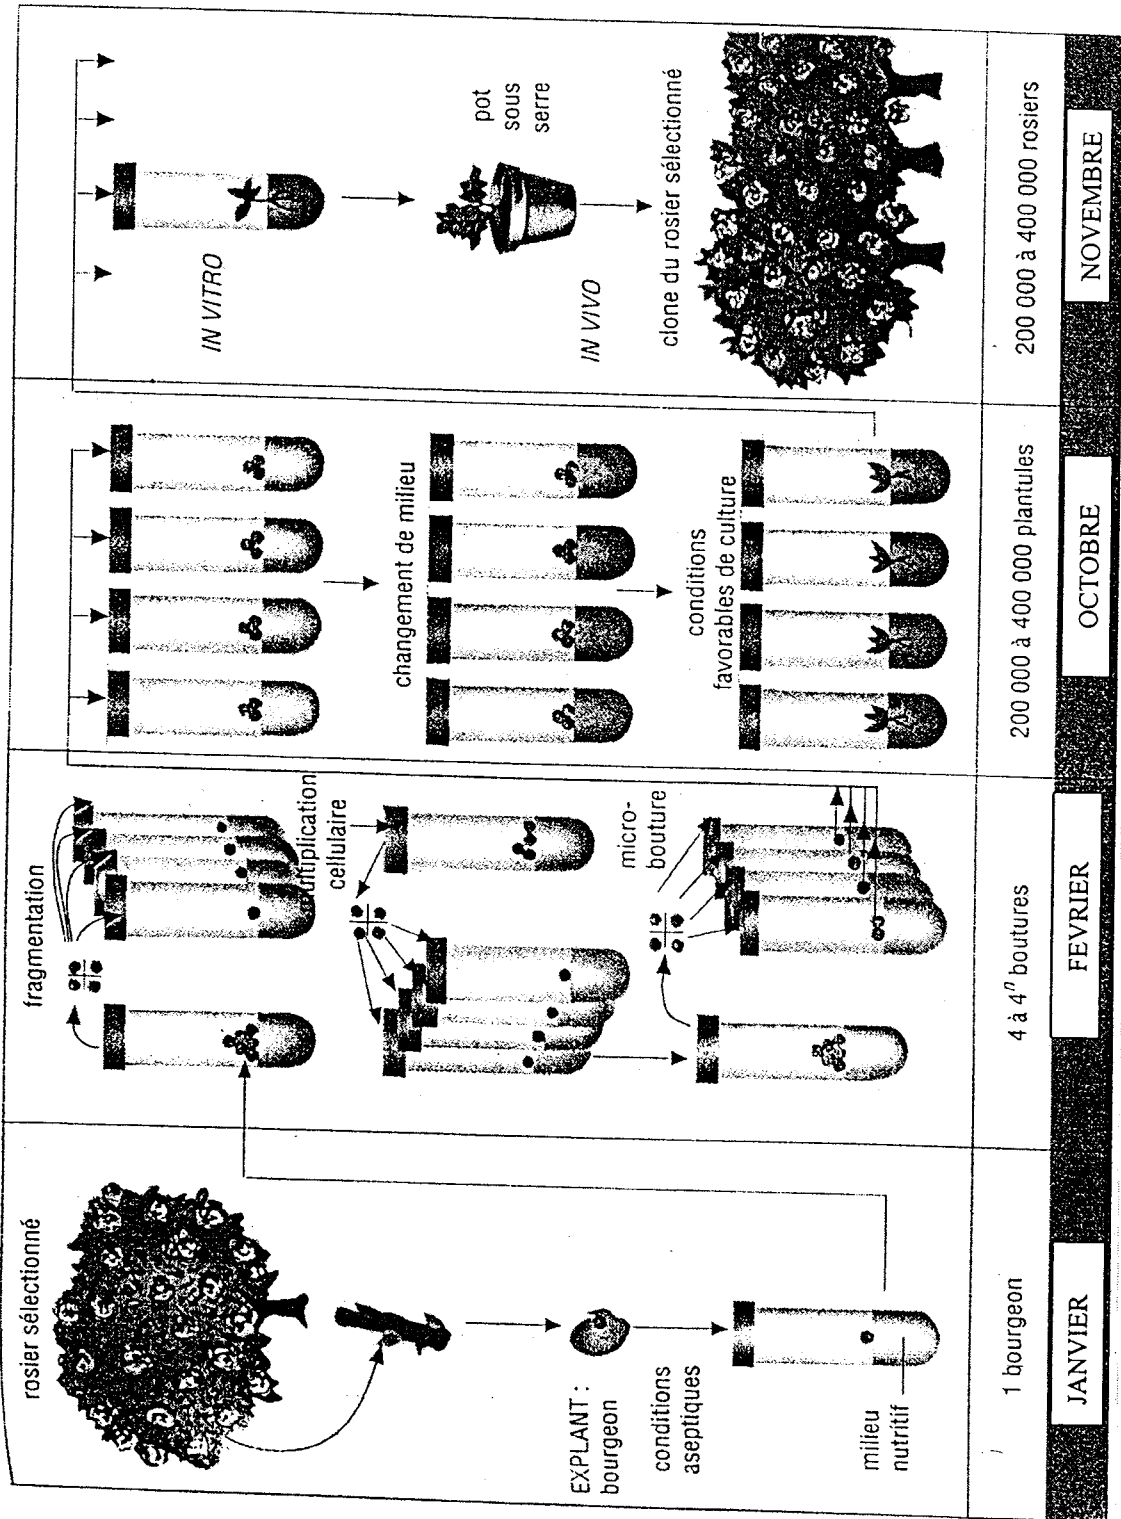 rosier sélectionné
EXPLANT :
bourgeon
conditions
aseptiques
milieu
nutritif
1 bourgeon
JANVIER
fragmentation
multiplication
cellulaire
micro-
bouture
4 à 4ⁿ boutures
FEVRIER
changement de milieu
conditions
favorables de culture
200 000 à 400 000 plantules
OCTOBRE
IN VITRO
pot
sous
serre
IN VIVO
clone du rosier sélectionné
200 000 à 400 000 rosiers
NOVEMBRE